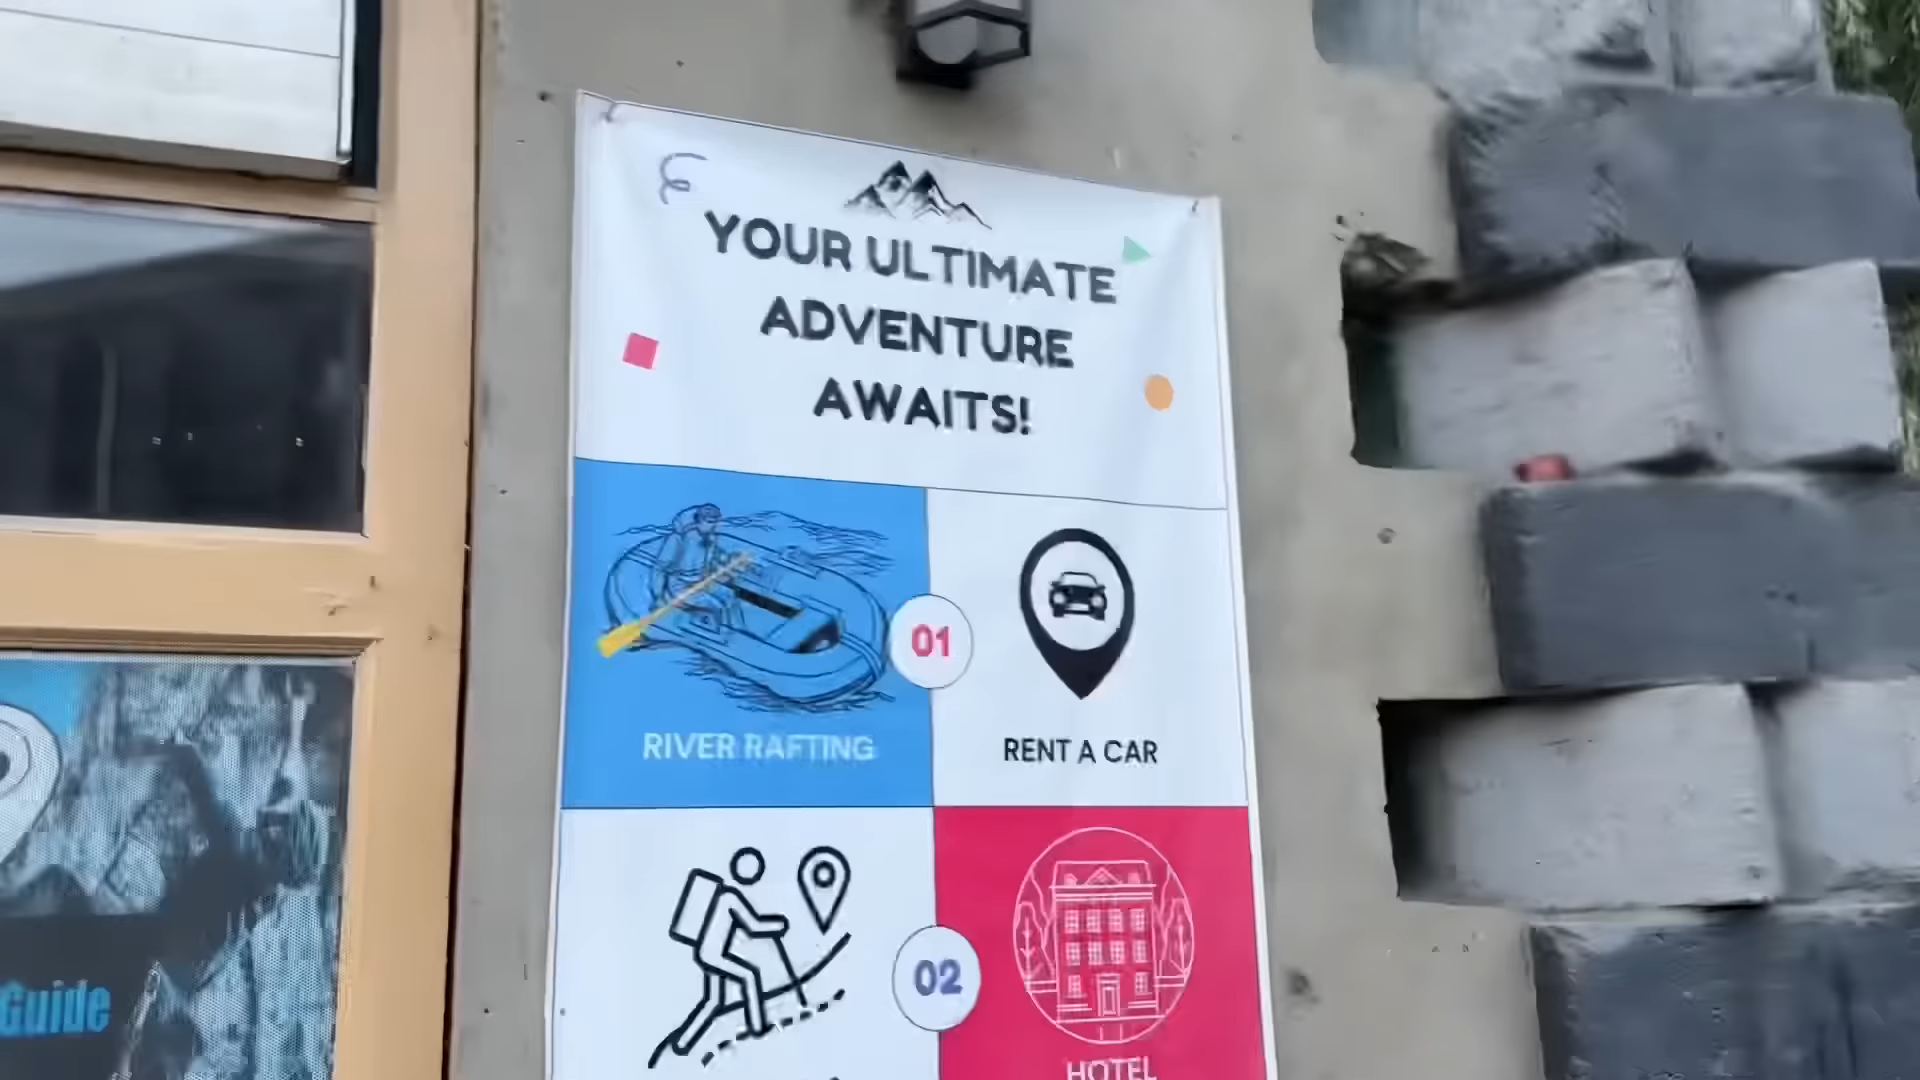 YOUR ULTIMATE
ADVENTURE
AWAITS!
01
RIVER RAFTING
RENT A CAR
02
HOTEL
Guide